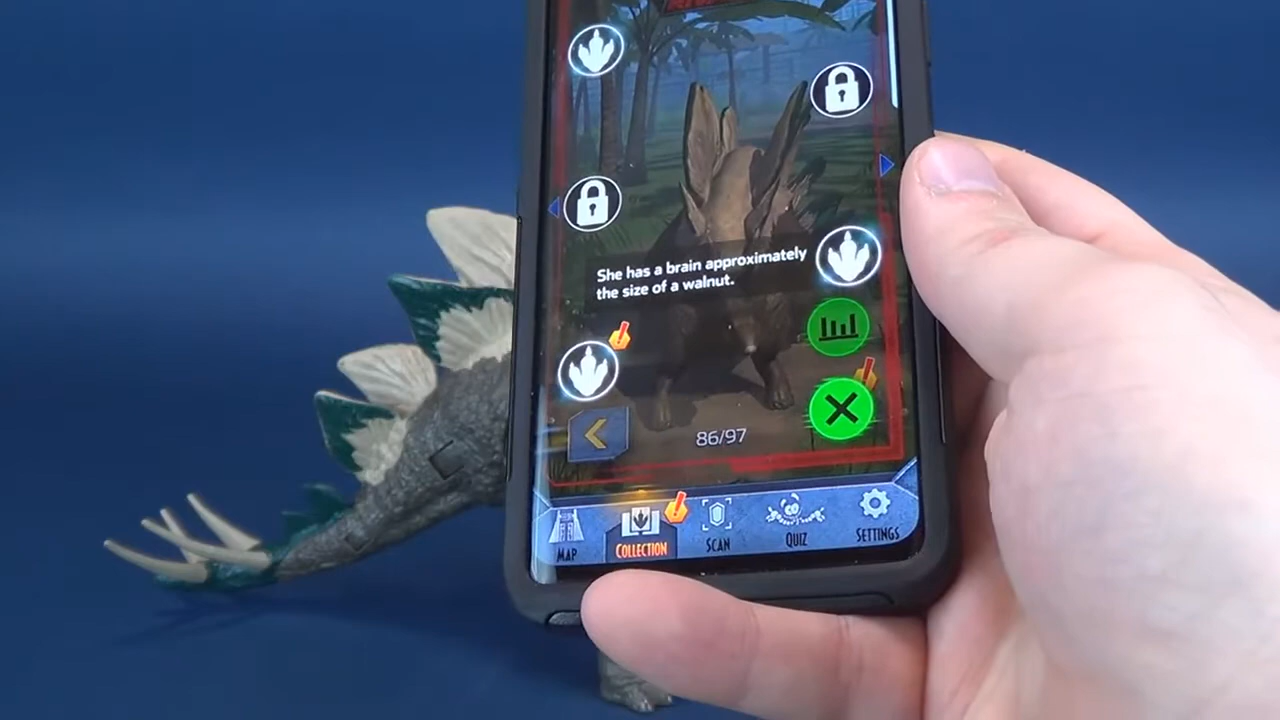 She has a brain approximately
the size of a walnut.
86/97
MAP
COLLECTION
SCAN
QUIZ
SETTINGS